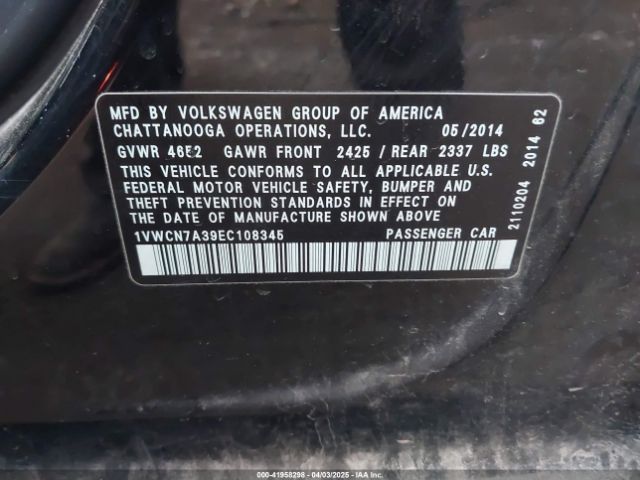 MFD BY VOLKSWAGEN GROUP OF AMERICA
CHATTANOOGA OPERATIONS, LLC. 05/2014
GVWR 4652 GAWR FRONT 2425 / REAR 2337 LBS
THIS VEHICLE CONFORMS TO ALL APPLICABLE U.S.
FEDERAL MOTOR VEHICLE SAFETY, BUMPER AND
THEFT PREVENTION STANDARDS IN EFFECT ON
THE DATE OF MANUFACTURE SHOWN ABOVE
1VWCN7A39EC108345 PASSENGER CAR
2110204 2014 62
000-41958298 - 04/03/2025 - IAA Inc.